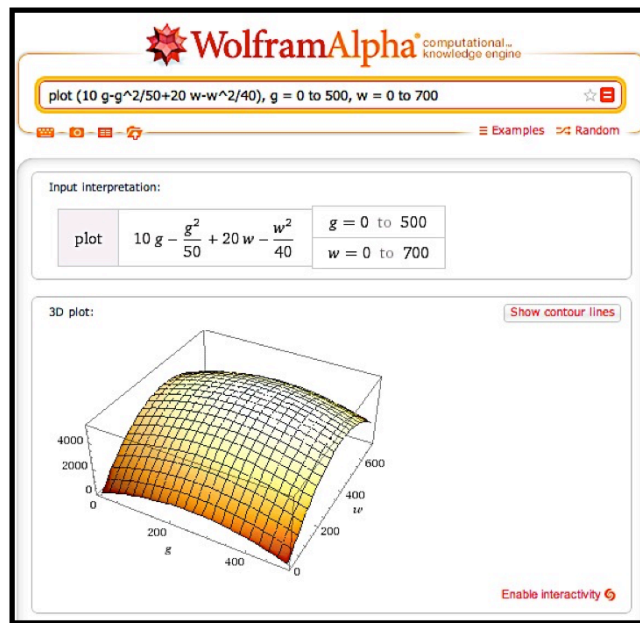 WolframAlpha computational... knowledge engine
plot (10 g-g^2/50+20 w-w^2/40), g = 0 to 500, w = 0 to 700
Examples Random
Input interpretation:
plot 10 g − g²/50 + 20 w − w²/40 g = 0 to 500
w = 0 to 700
3D plot:
Show contour lines
4000
2000
0
0
200
g
400
0
200
w
400
600
Enable interactivity